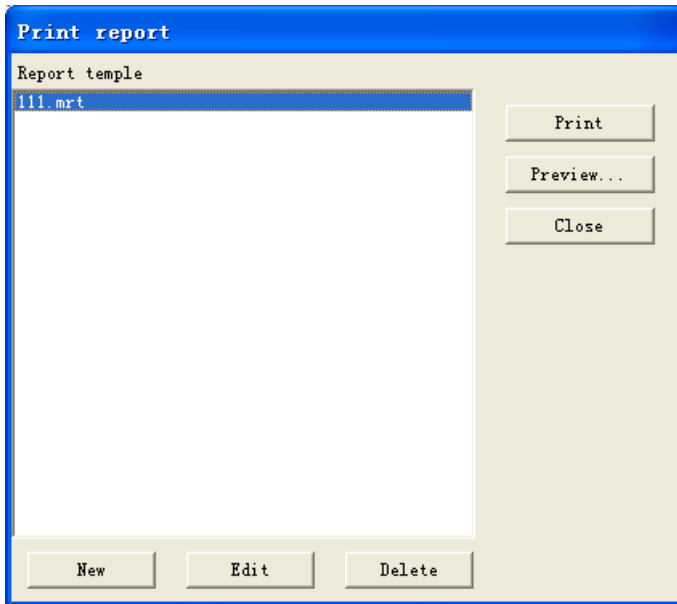 Print report
Report temple
111.mrt
Print
Preview...
Close
New
Edit
Delete